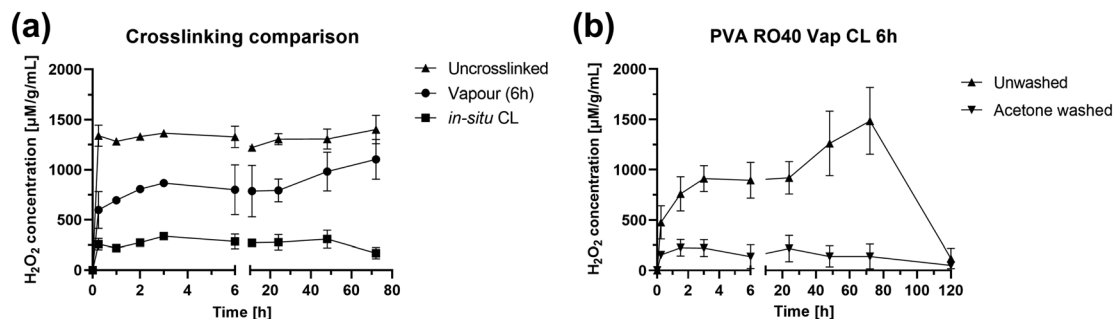 (a)
Crosslinking comparison
H₂O₂ concentration [µM/g/mL]
2000
1500
1000
500
0
0 2 4 6 20 40 60 80
Time [h]
Uncrosslinked
Vapour (6h)
in-situ CL
(b)
PVA RO40 Vap CL 6h
H₂O₂ concentration [µM/g/mL]
2000
1500
1000
500
0
0 2 4 6 20 40 60 80 100 120
Time [h]
Unwashed
Acetone washed